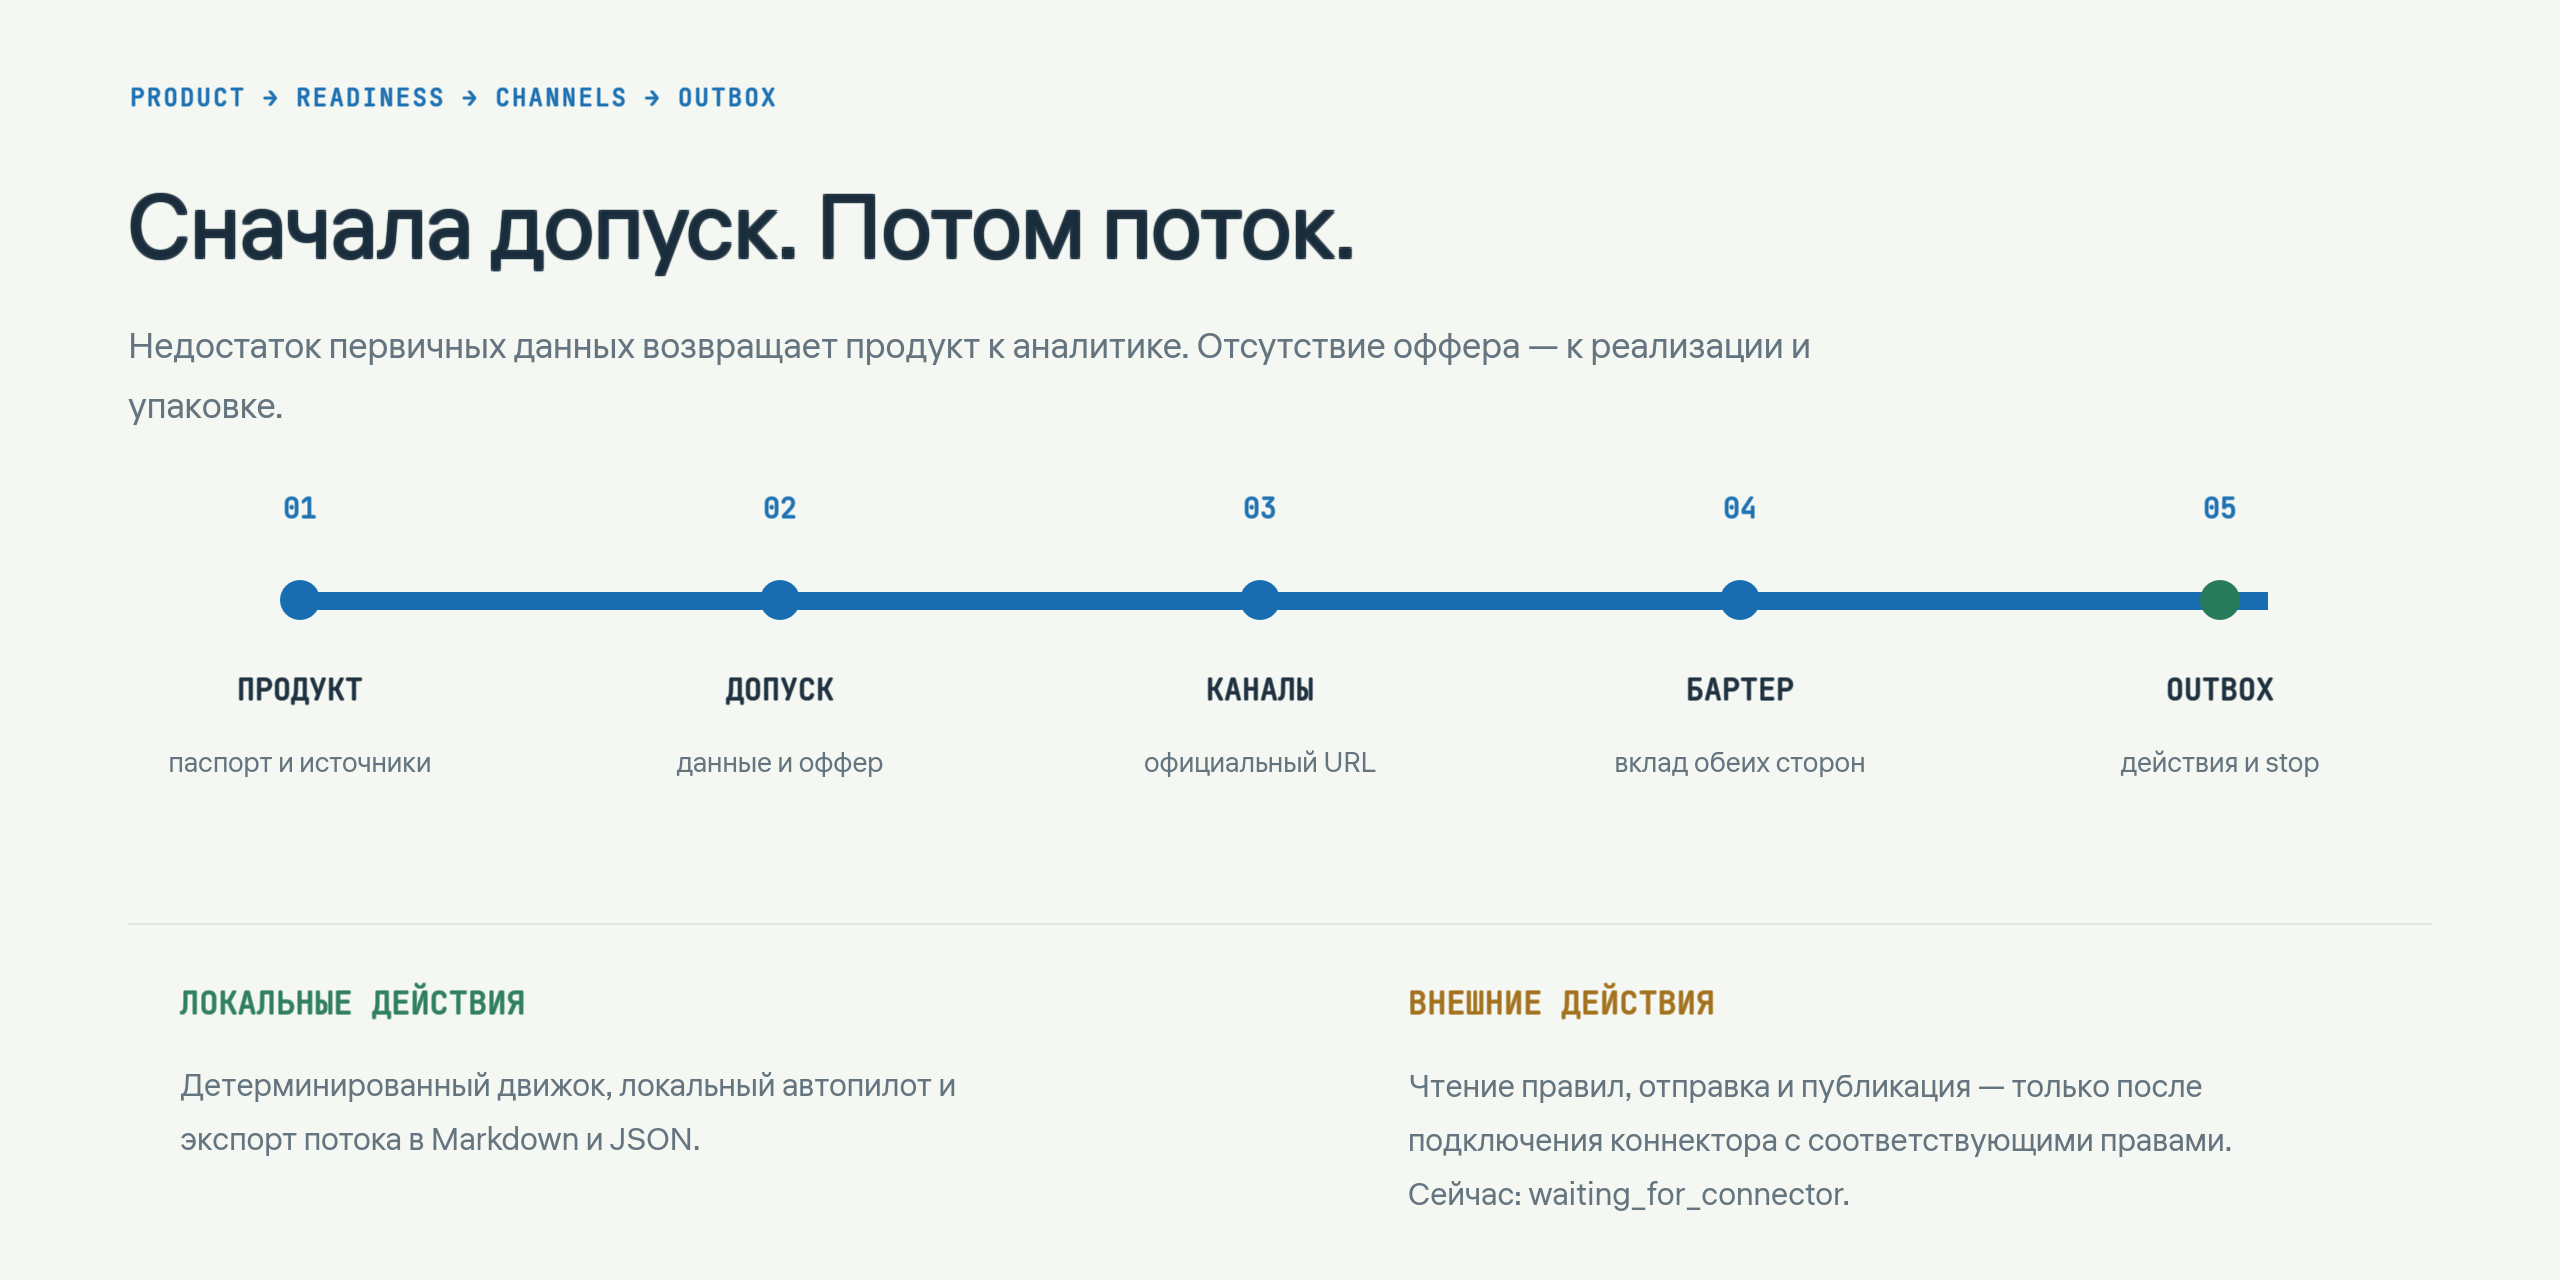 PRODUCT → READINESS → CHANNELS → OUTBOX
Сначала допуск. Потом поток.
Недостаток первичных данных возвращает продукт к аналитике. Отсутствие оффера — к реализации и
упаковке.
01
02
03
04
05
ПРОДУКТ
ДОПУСК
КАНАЛЫ
БАРТЕР
OUTBOX
паспорт и источники
данные и оффер
официальный URL
вклад обеих сторон
действия и stop
ЛОКАЛЬНЫЕ ДЕЙСТВИЯ
Детерминированный движок, локальный автопилот и
экспорт потока в Markdown и JSON.
ВНЕШНИЕ ДЕЙСТВИЯ
Чтение правил, отправка и публикация — только после
подключения коннектора с соответствующими правами.
Сейчас: waiting_for_connector.